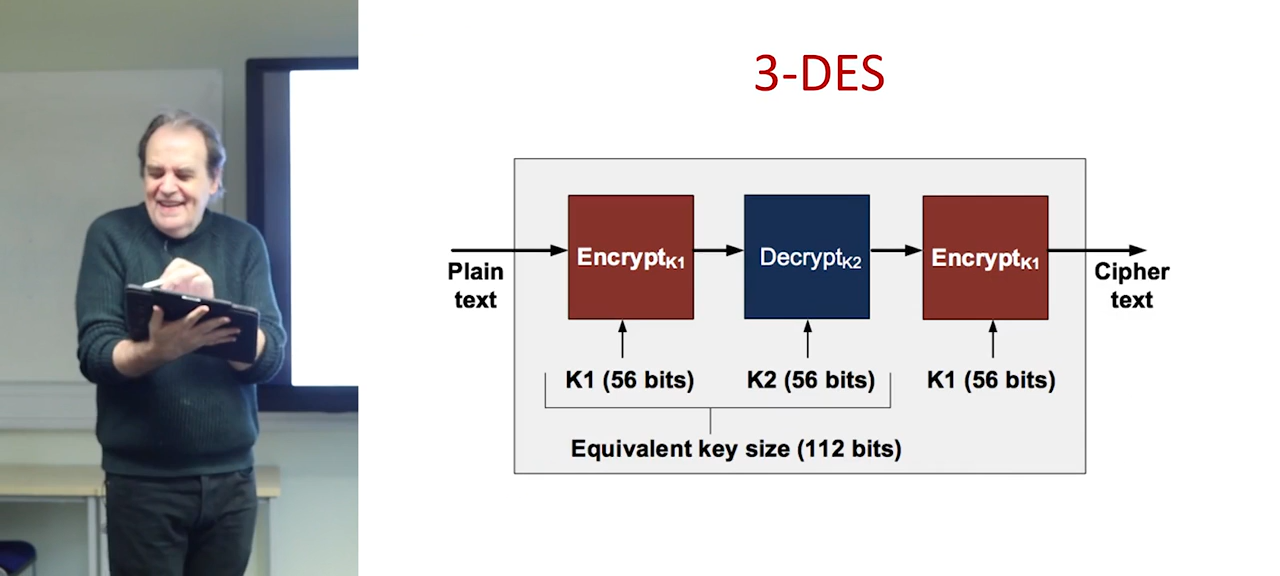 3-DES
Plain
text
Encrypt K1
Decrypt K2
Encrypt K1
Cipher
text
K1 (56 bits)
K2 (56 bits)
K1 (56 bits)
Equivalent key size (112 bits)